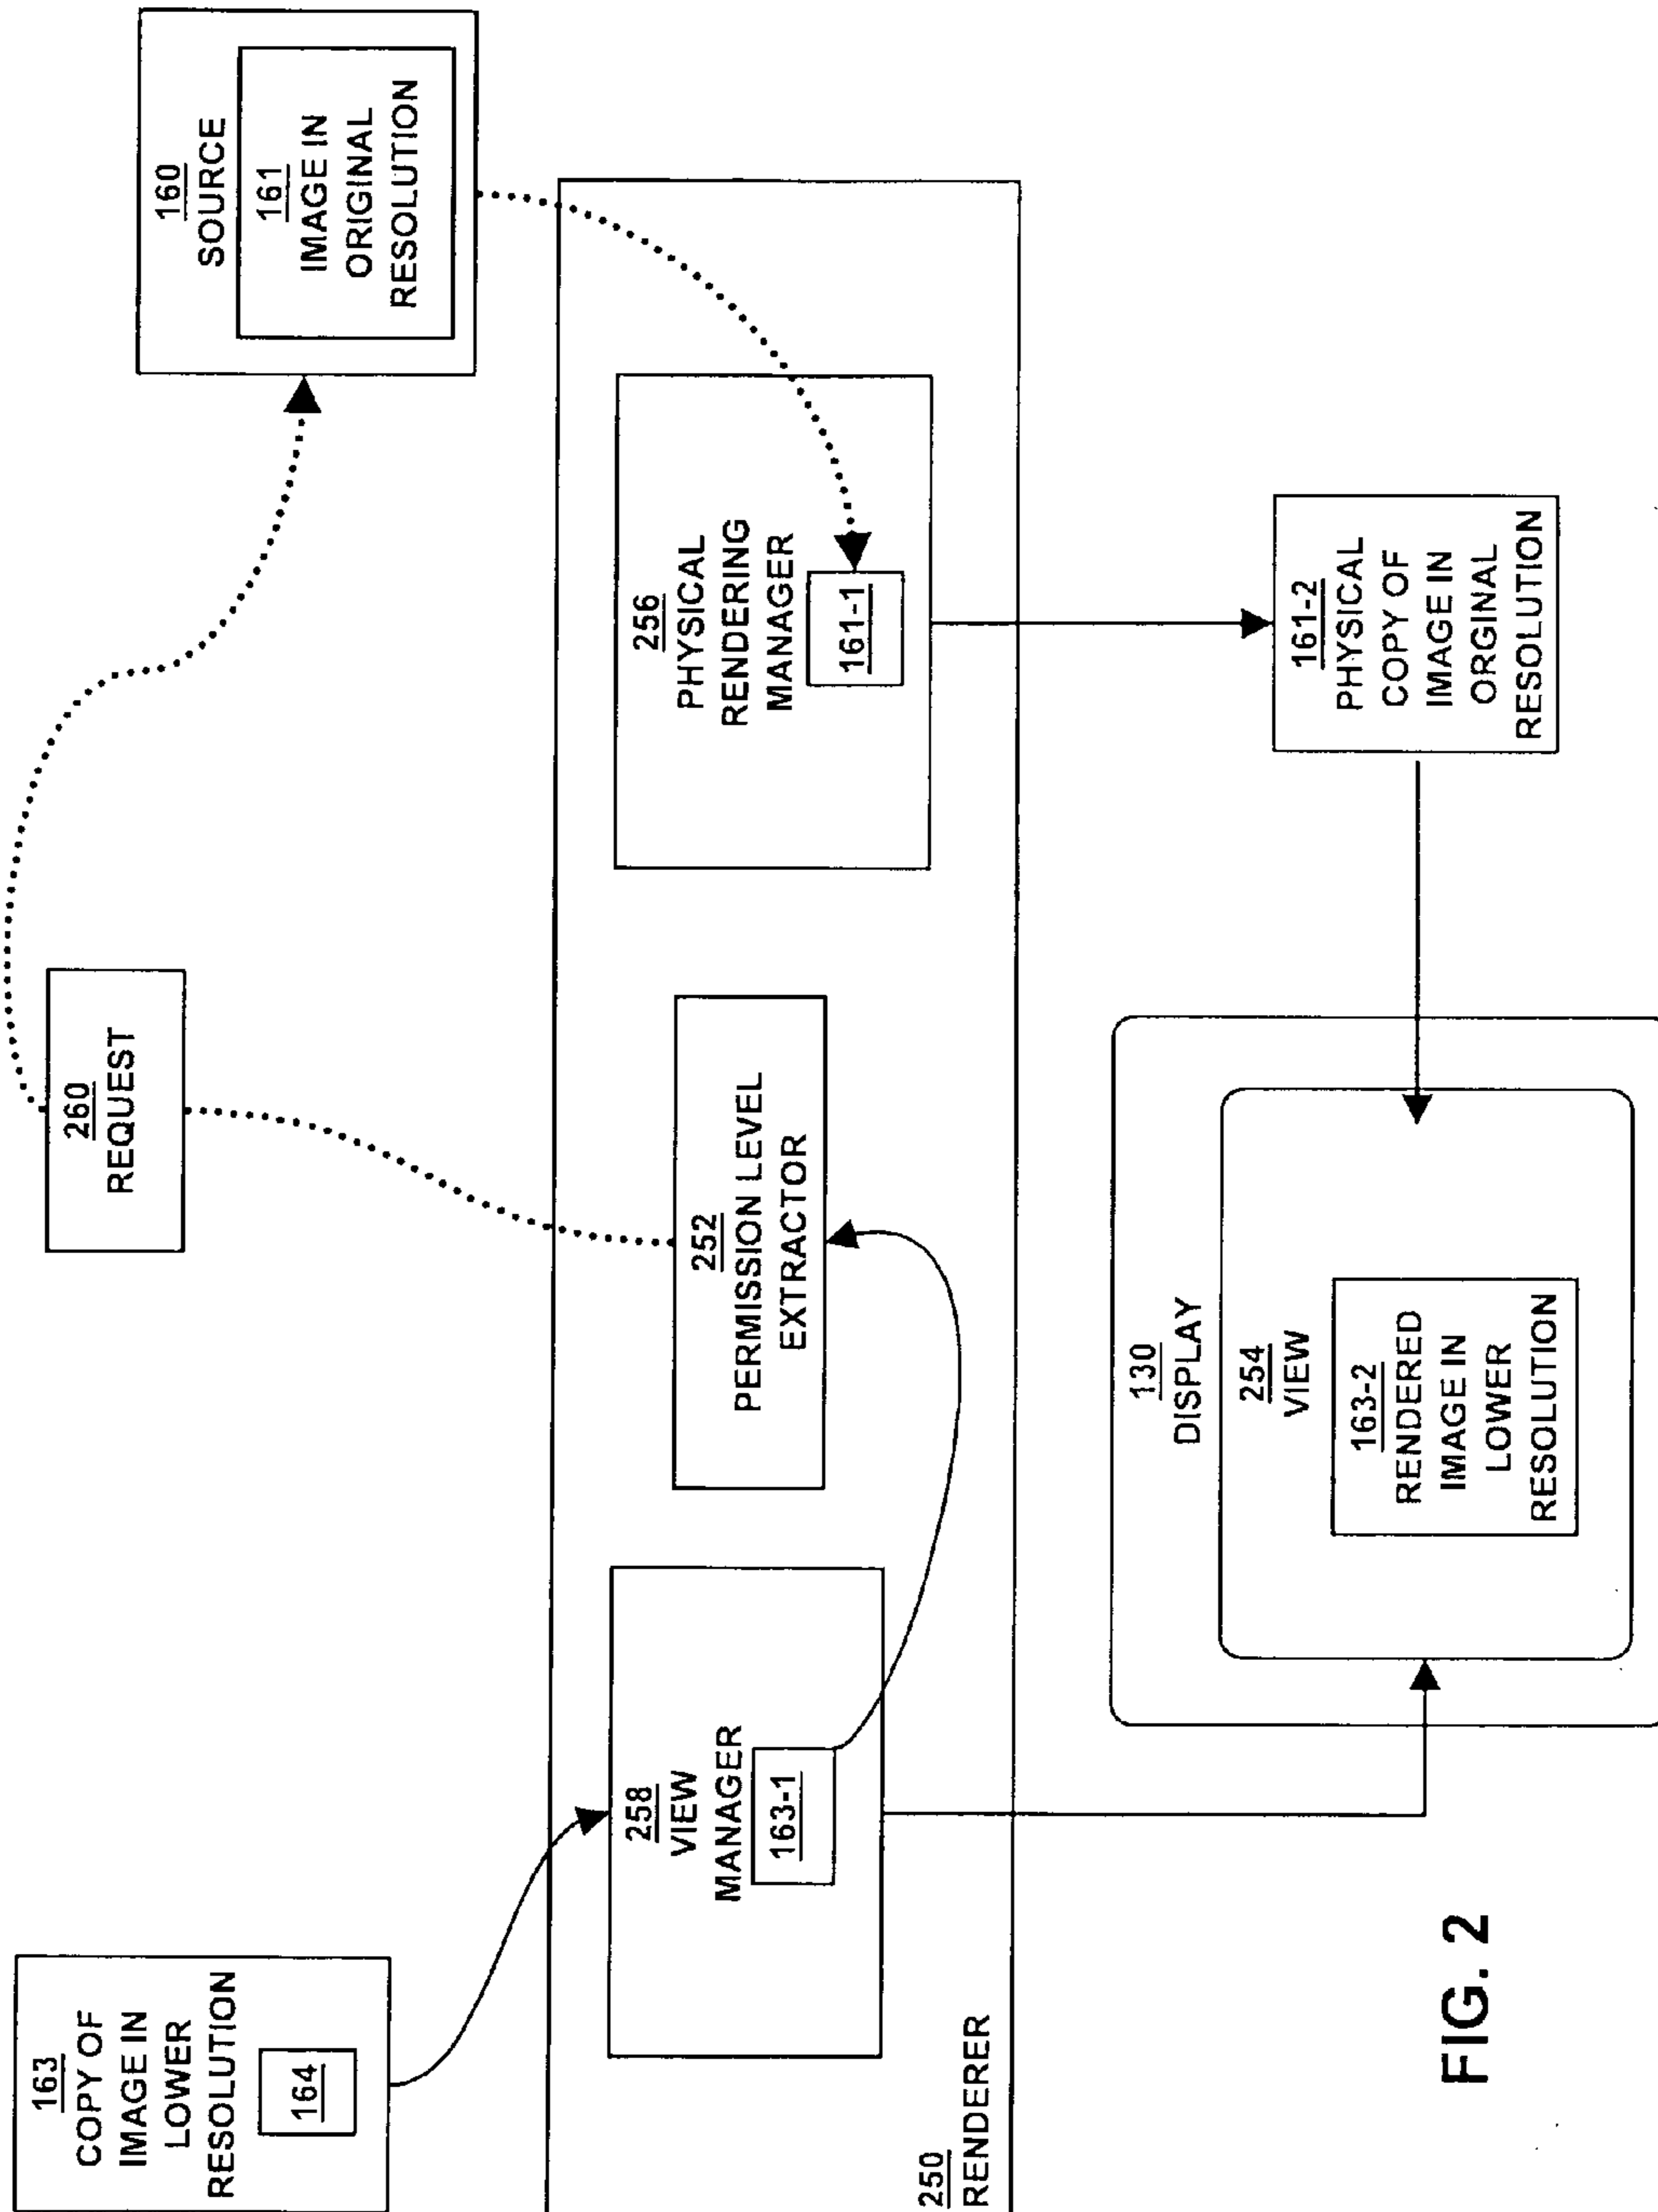 163
COPY OF
IMAGE IN
LOWER
RESOLUTION
164
260
REQUEST
160
SOURCE
161
IMAGE IN
ORIGINAL
RESOLUTION
250
RENDERER
258
VIEW
MANAGER
163-1
252
PERMISSION LEVEL
EXTRACTOR
256
PHYSICAL
RENDERING
MANAGER
161-1
130
DISPLAY
254
VIEW
163-2
RENDERED
IMAGE IN
LOWER
RESOLUTION
161-2
PHYSICAL
COPY OF
IMAGE IN
ORGINAL
RESOLUTION
FIG. 2